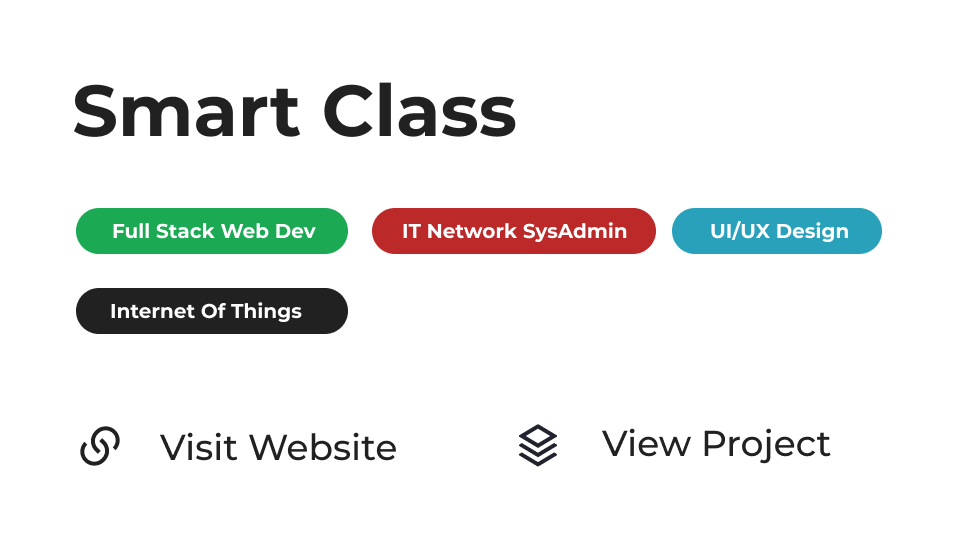 Smart Class
Full Stack Web Dev
IT Network SysAdmin
UI/UX Design
Internet Of Things
Visit Website
View Project